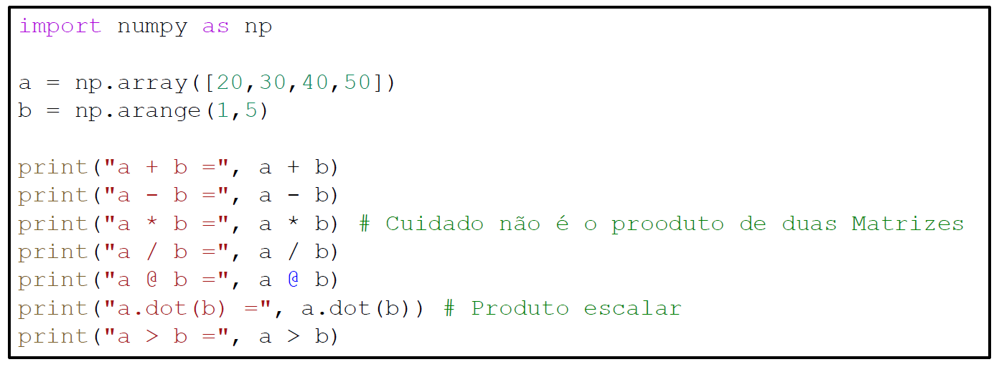 import numpy as np
a = np.array([20,30,40,50])
b = np.arange(1,5)
print("a + b =", a + b)
print("a - b =", a - b)
print("a * b =", a * b) # Cuidado não é o prooduto de duas Matrizes
print("a / b =", a / b)
print("a @ b =", a @ b)
print("a.dot(b) =", a.dot(b)) # Produto escalar
print("a > b =", a > b)